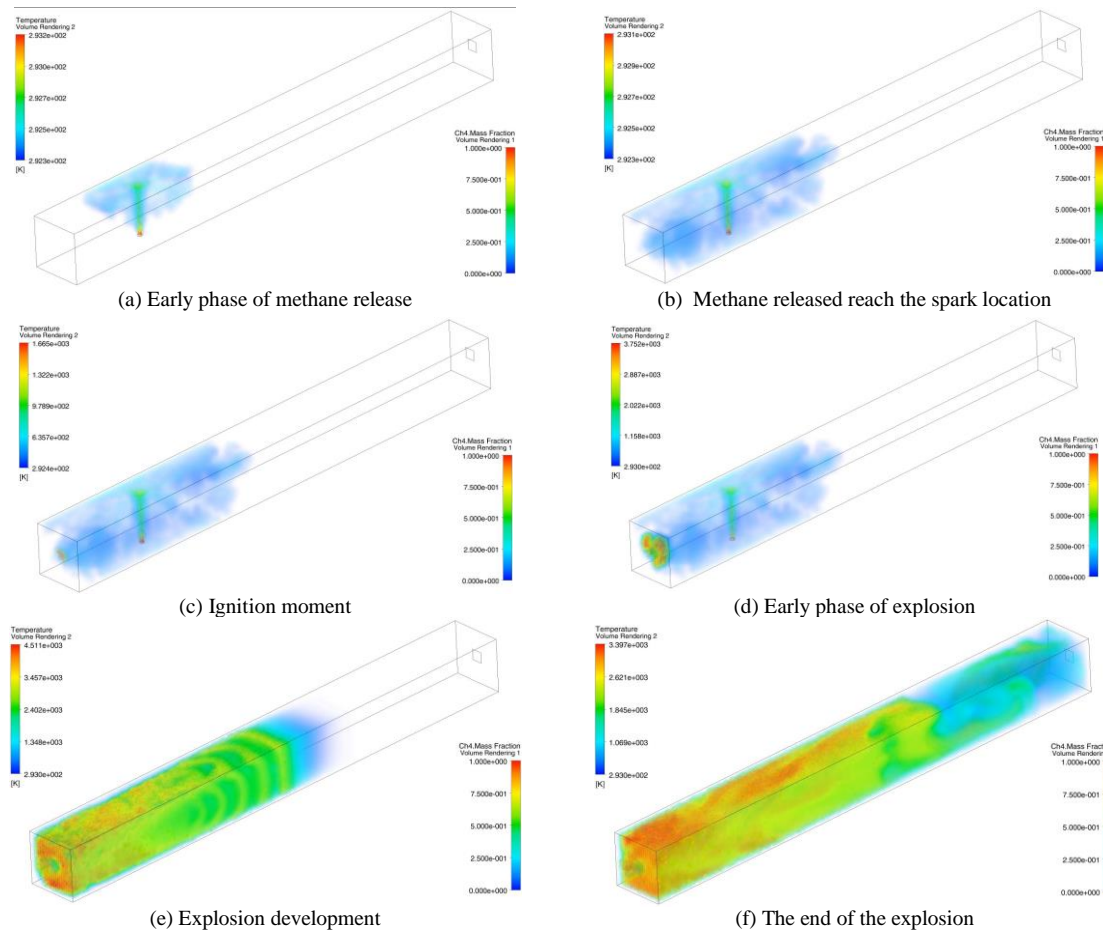 Temperature
Volume Rendering 2
2.932e+002
2.930e+002
2.927e+002
2.925e+002
2.923e+002
[K]
Ch4.Mass Fraction
Volume Rendering 1
1.000e+000
7.500e-001
5.000e-001
2.500e-001
0.000e+000
(a) Early phase of methane release
Temperature
Volume Rendering 2
2.931e+002
2.929e+002
2.927e+002
2.925e+002
2.923e+002
[K]
Ch4.Mass Fraction
Volume Rendering 1
1.000e+000
7.500e-001
5.000e-001
2.500e-001
0.000e+000
(b) Methane released reach the spark location
Temperature
Volume Rendering 2
1.665e+003
1.322e+003
9.789e+002
6.357e+002
2.924e+002
[K]
Ch4.Mass Fraction
Volume Rendering 1
1.000e+000
7.500e-001
5.000e-001
2.500e-001
0.000e+000
(c) Ignition moment
Temperature
Volume Rendering 2
3.752e+003
2.887e+003
2.022e+003
1.158e+003
2.930e+002
[K]
Ch4.Mass Fraction
Volume Rendering 1
1.000e+000
7.500e-001
5.000e-001
2.500e-001
0.000e+000
(d) Early phase of explosion
Temperature
Volume Rendering 2
4.511e+003
3.457e+003
2.402e+003
1.348e+003
2.930e+002
[K]
Ch4.Mass Fraction
Volume Rendering 1
1.000e+000
7.500e-001
5.000e-001
2.500e-001
0.000e+000
(e) Explosion development
Temperature
Volume Rendering 2
3.397e+003
2.621e+003
1.845e+003
1.069e+003
2.930e+002
[K]
Ch4.Mass Fraction
Volume Rendering 1
1.000e+000
7.500e-001
5.000e-001
2.500e-001
0.000e+000
(f) The end of the explosion